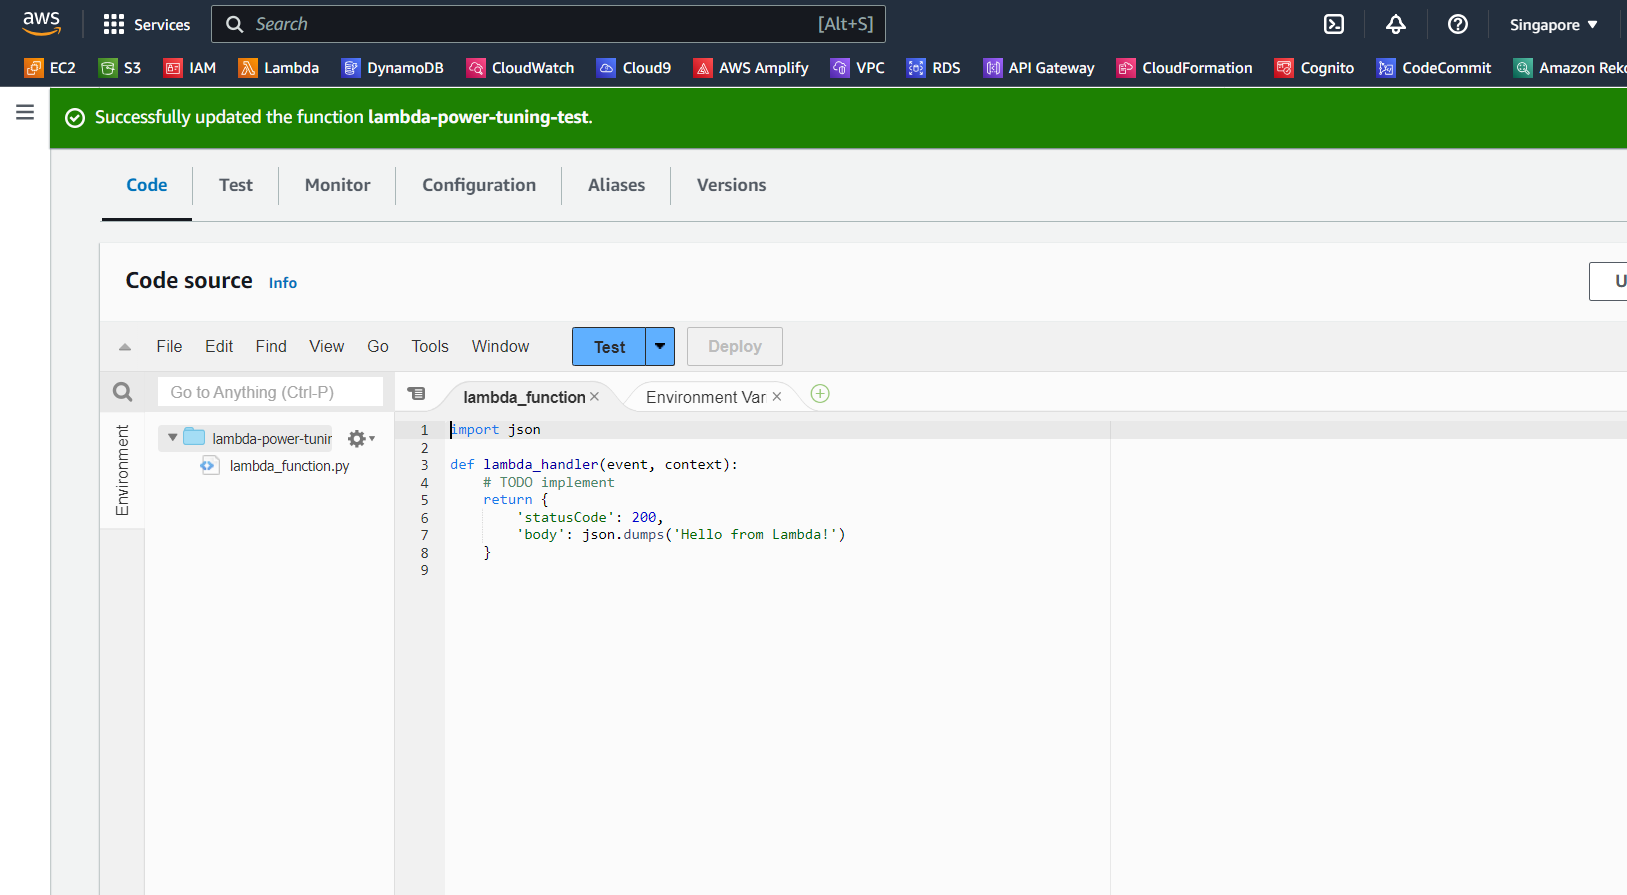 aws Services Search [Alt+S] Singapore
EC2 S3 IAM Lambda DynamoDB CloudWatch Cloud9 AWS Amplify VPC RDS API Gateway CloudFormation Cognito CodeCommit Amazon Reko
Successfully updated the function lambda-power-tuning-test.
Code Test Monitor Configuration Aliases Versions
Code source Info
U
File Edit Find View Go Tools Window Test Deploy
Go to Anything (Ctrl-P)
lambda_function Environment Var
Environment
lambda-power-tunir
lambda_function.py
1 import json
2
3 def lambda_handler(event, context):
4 # TODO implement
5 return {
6 'statusCode': 200,
7 'body': json.dumps('Hello from Lambda!')
8 }
9